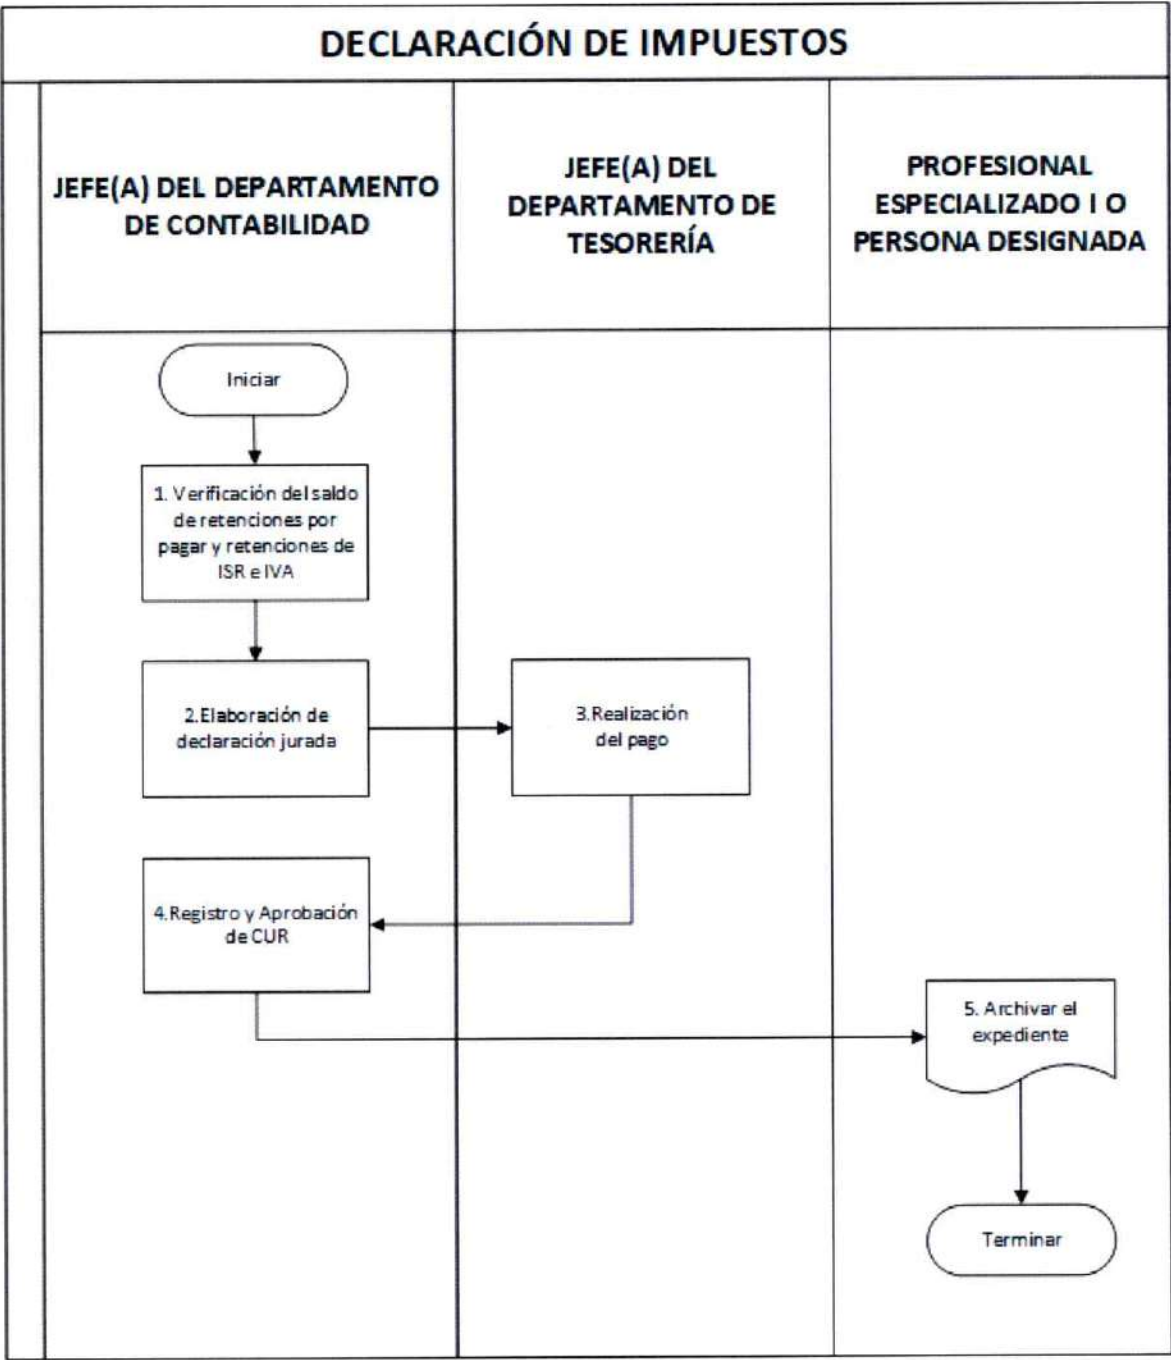 DECLARACIÓN DE IMPUESTOS
JEFE(A) DEL DEPARTAMENTO
DE CONTABILIDAD
JEFE(A) DEL
DEPARTAMENTO DE
TESORERÍA
PROFESIONAL
ESPECIALIZADO I O
PERSONA DESIGNADA
Iniciar
1. Verificación del saldo
de retenciones por
pagar y retenciones de
ISR e IVA
2.Elaboración de
declaración jurada
3.Realización
del pago
4.Registro y Aprobación
de CUR
5. Archivar el
expediente
Terminar